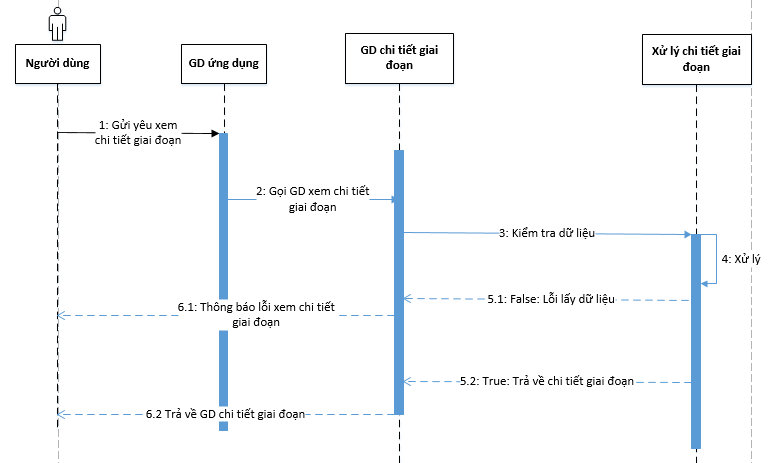 Người dùng
GD ứng dụng
GD chi tiết giai
đoạn
Xử lý chi tiết giai
đoạn
1: Gửi yêu xem
chi tiết giai đoạn
2: Gọi GD xem chi tiết
giai đoạn
3: Kiểm tra dữ liệu
4: Xử lý
5.1: False: Lỗi lấy dữ liệu
6.1: Thông báo lỗi xem chi tiết
giai đoạn
5.2: True: Trả về chi tiết giai đoạn
6.2 Trả về GD chi tiết giai đoạn